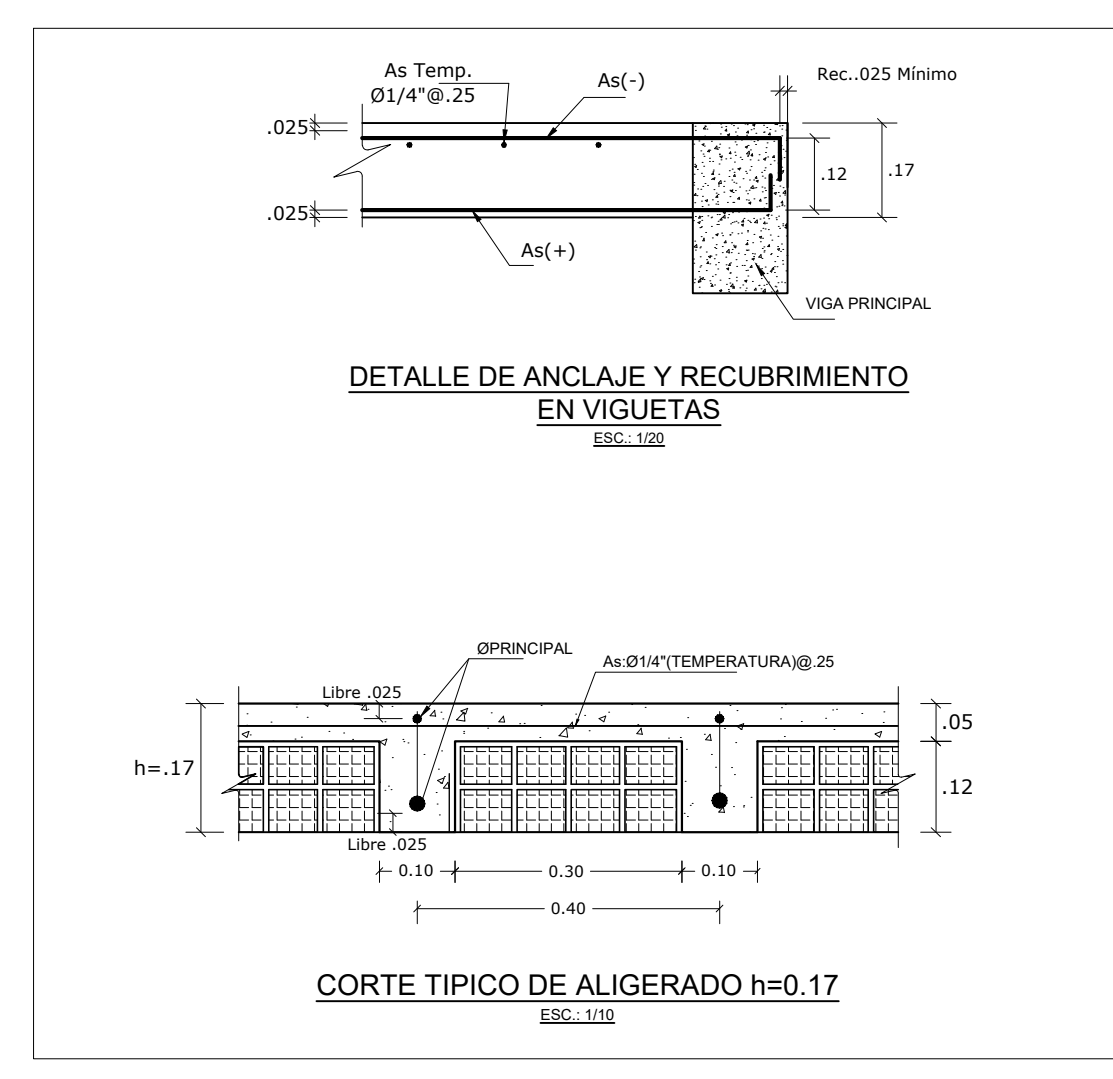 As Temp.
Ø1/4"@.25
As(-)
Rec..025 Mínimo
.025
.12
.17
.025
As(+)
VIGA PRINCIPAL
DETALLE DE ANCLAJE Y RECUBRIMIENTO
EN VIGUETAS
ESC.: 1/20
ØPRINCIPAL
As:Ø1/4"(TEMPERATURA)@.25
Libre .025
.05
h=.17
.12
Libre .025
0.10
0.30
0.10
0.40
CORTE TIPICO DE ALIGERADO h=0.17
ESC.: 1/10